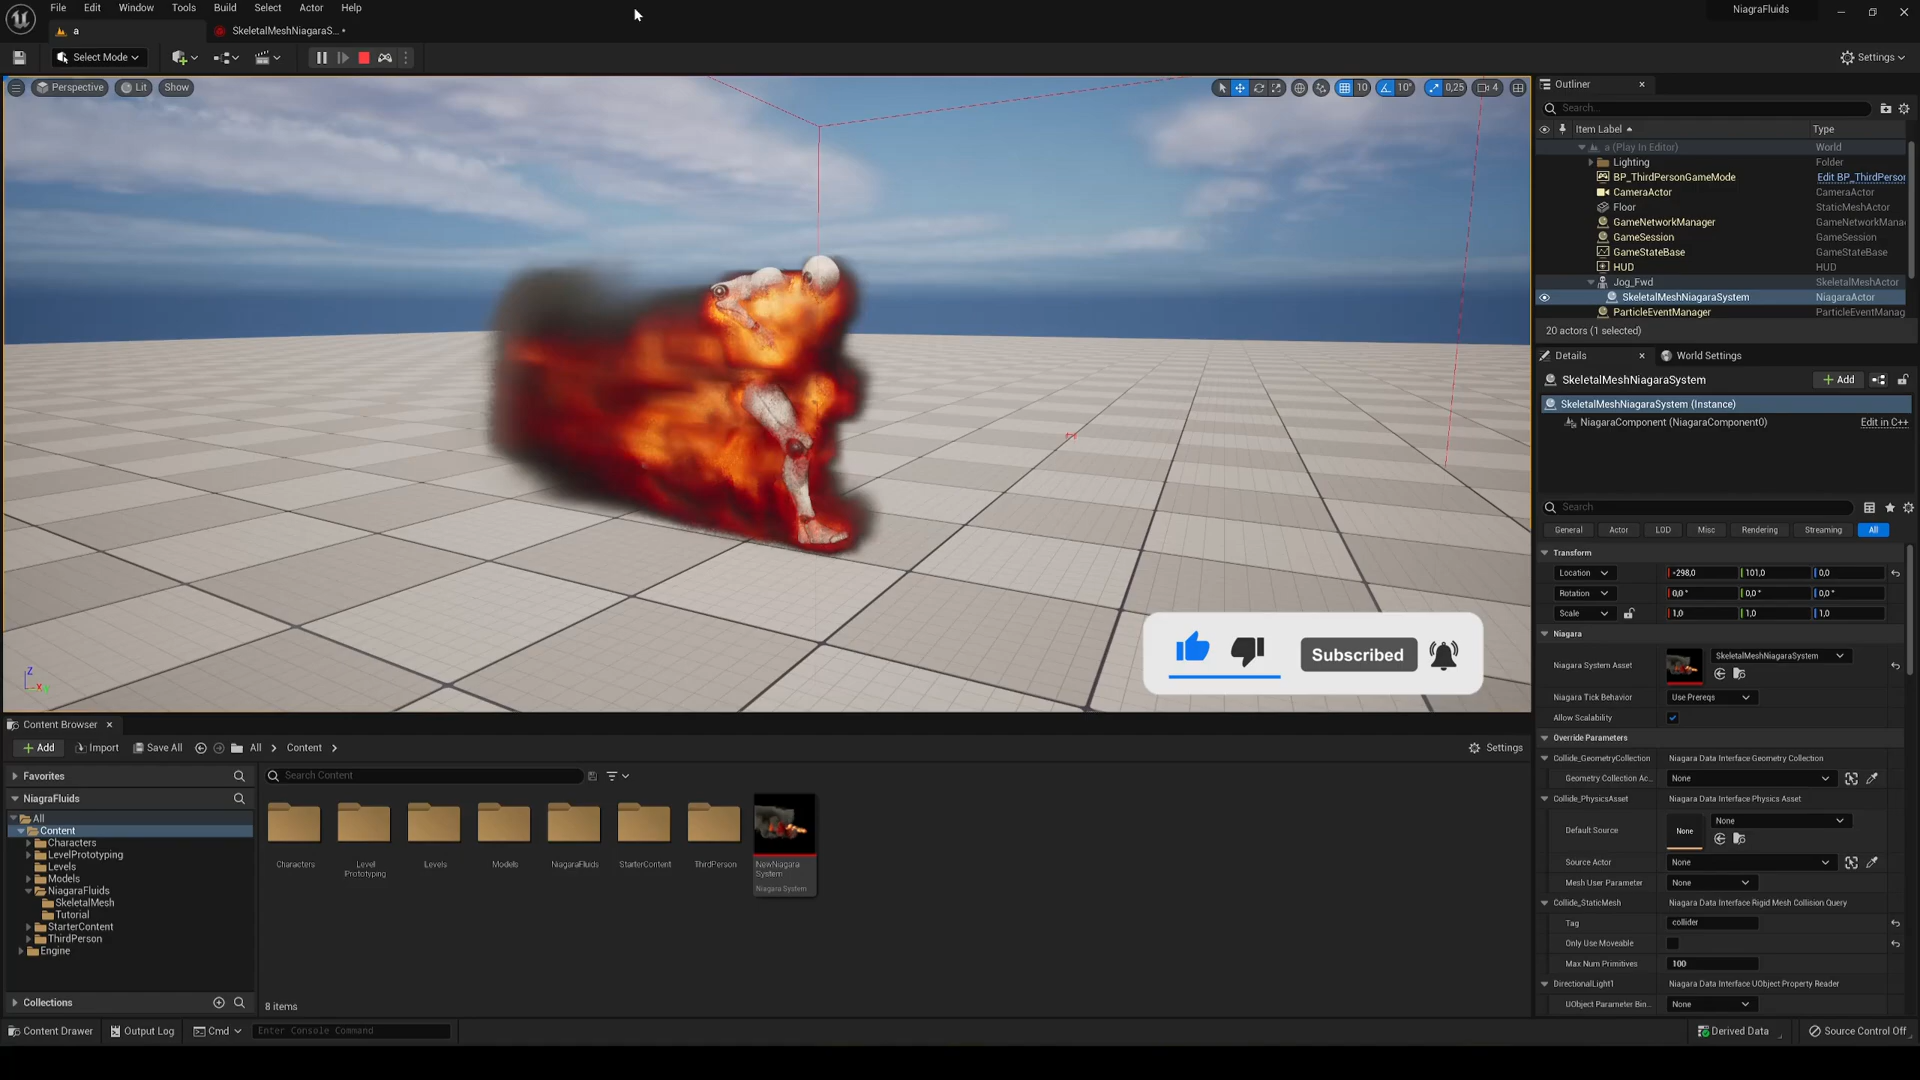 File Edit Window Tools Build Select Actor Help
NiagraFluids
a
SkeletalMeshNiagaraS... •
Select Mode
Settings
Perspective Lit Show
10 10° 0,25 4
Outliner
Search...
Item Label Type
a (Play In Editor) World
Lighting Folder
BP_ThirdPersonGameMode Edit BP_ThirdPerson
CameraActor CameraActor
Floor StaticMeshActor
GameNetworkManager GameNetworkMana
GameSession GameSession
GameStateBase GameStateBase
HUD HUD
Jog_Fwd SkeletalMeshActor
SkeletalMeshNiagaraSystem NiagaraActor
ParticleEventManager ParticleEventManag
20 actors (1 selected)
Details World Settings
SkeletalMeshNiagaraSystem Add
SkeletalMeshNiagaraSystem (Instance)
NiagaraComponent (NiagaraComponent0) Edit in C++
Search
General Actor LOD Misc Rendering Streaming All
Transform
Location -298,0 101,0 0,0
Rotation 0,0 ° 0,0 ° 0,0 °
Scale 1,0 1,0 1,0
Niagara
Niagara System Asset SkeletalMeshNiagaraSystem
Niagara Tick Behavior Use Prereqs
Allow Scalability
Override Parameters
Collide_GeometryCollection Niagara Data Interface Geometry Collection
Geometry Collection Ac... None
Collide_PhysicsAsset Niagara Data Interface Physics Asset
Default Source None None
Source Actor None
Mesh User Parameter None
Collide_StaticMesh Niagara Data Interface Rigid Mesh Collision Query
Tag collider
Only Use Moveable
Max Num Primitives 100
DirectionalLight1 Niagara Data Interface UObject Property Reader
UObject Parameter Bin... None
Z
X
Y
Subscribed
Content Browser
Add Import Save All All Content Settings
Favorites
Search Content
NiagraFluids
All
Content
Characters
LevelPrototyping
Levels
Models
NiagaraFluids
SkeletalMesh
Tutorial
StarterContent
ThirdPerson
Engine
Collections
Characters
Level Prototyping
Levels
Models
NiagaraFluids
StarterContent
ThirdPerson
NewNiagara
System
Niagara System
8 items
Content Drawer Output Log Cmd Enter Console Command Derived Data Source Control Off